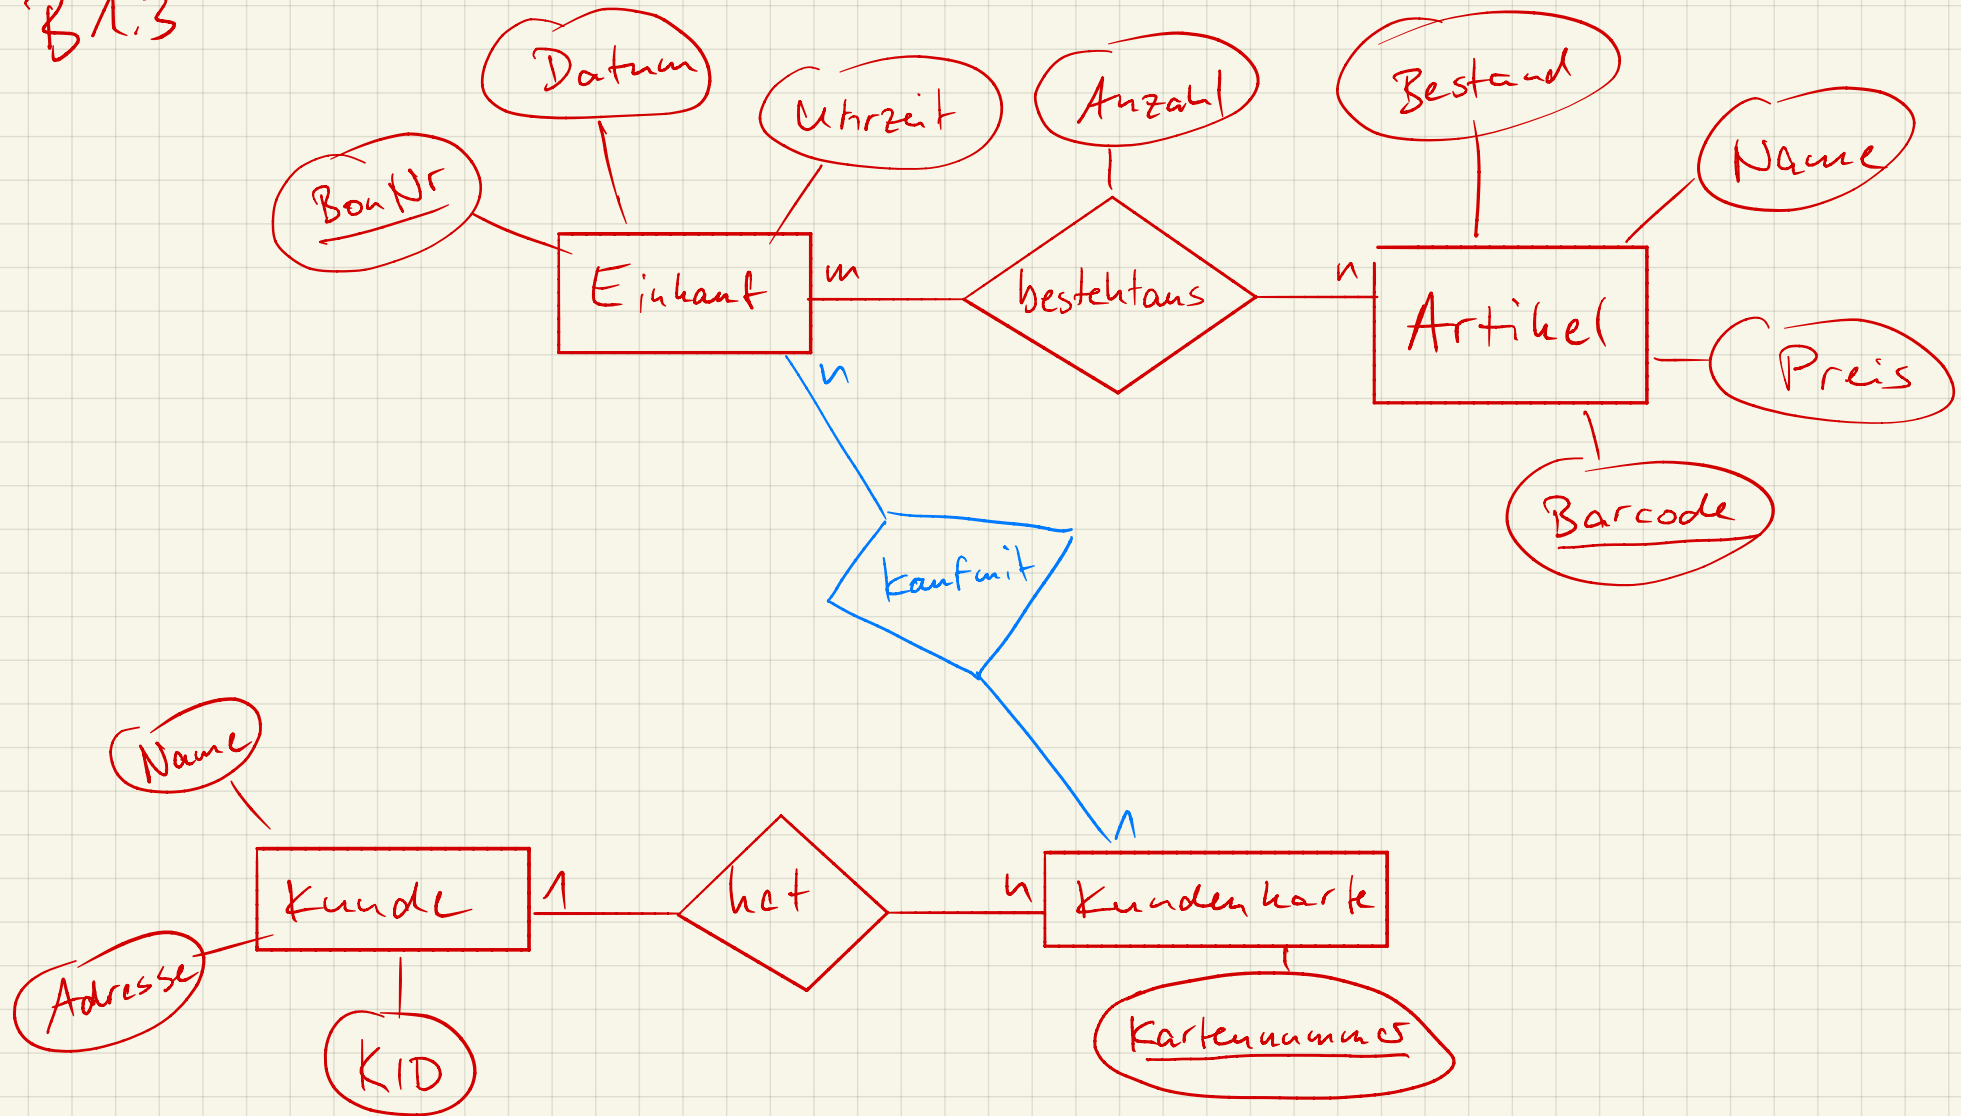 B1.3
Datum
Uhrzeit
Anzahl
Bestand
Name
BonNr
Einkauf
m
bestehtaus
n
Artikel
Preis
n
Barcode
kaufmit
Name
1
Kunde
1
hat
n
Kundenkarte
Adresse
KID
Kartennummer